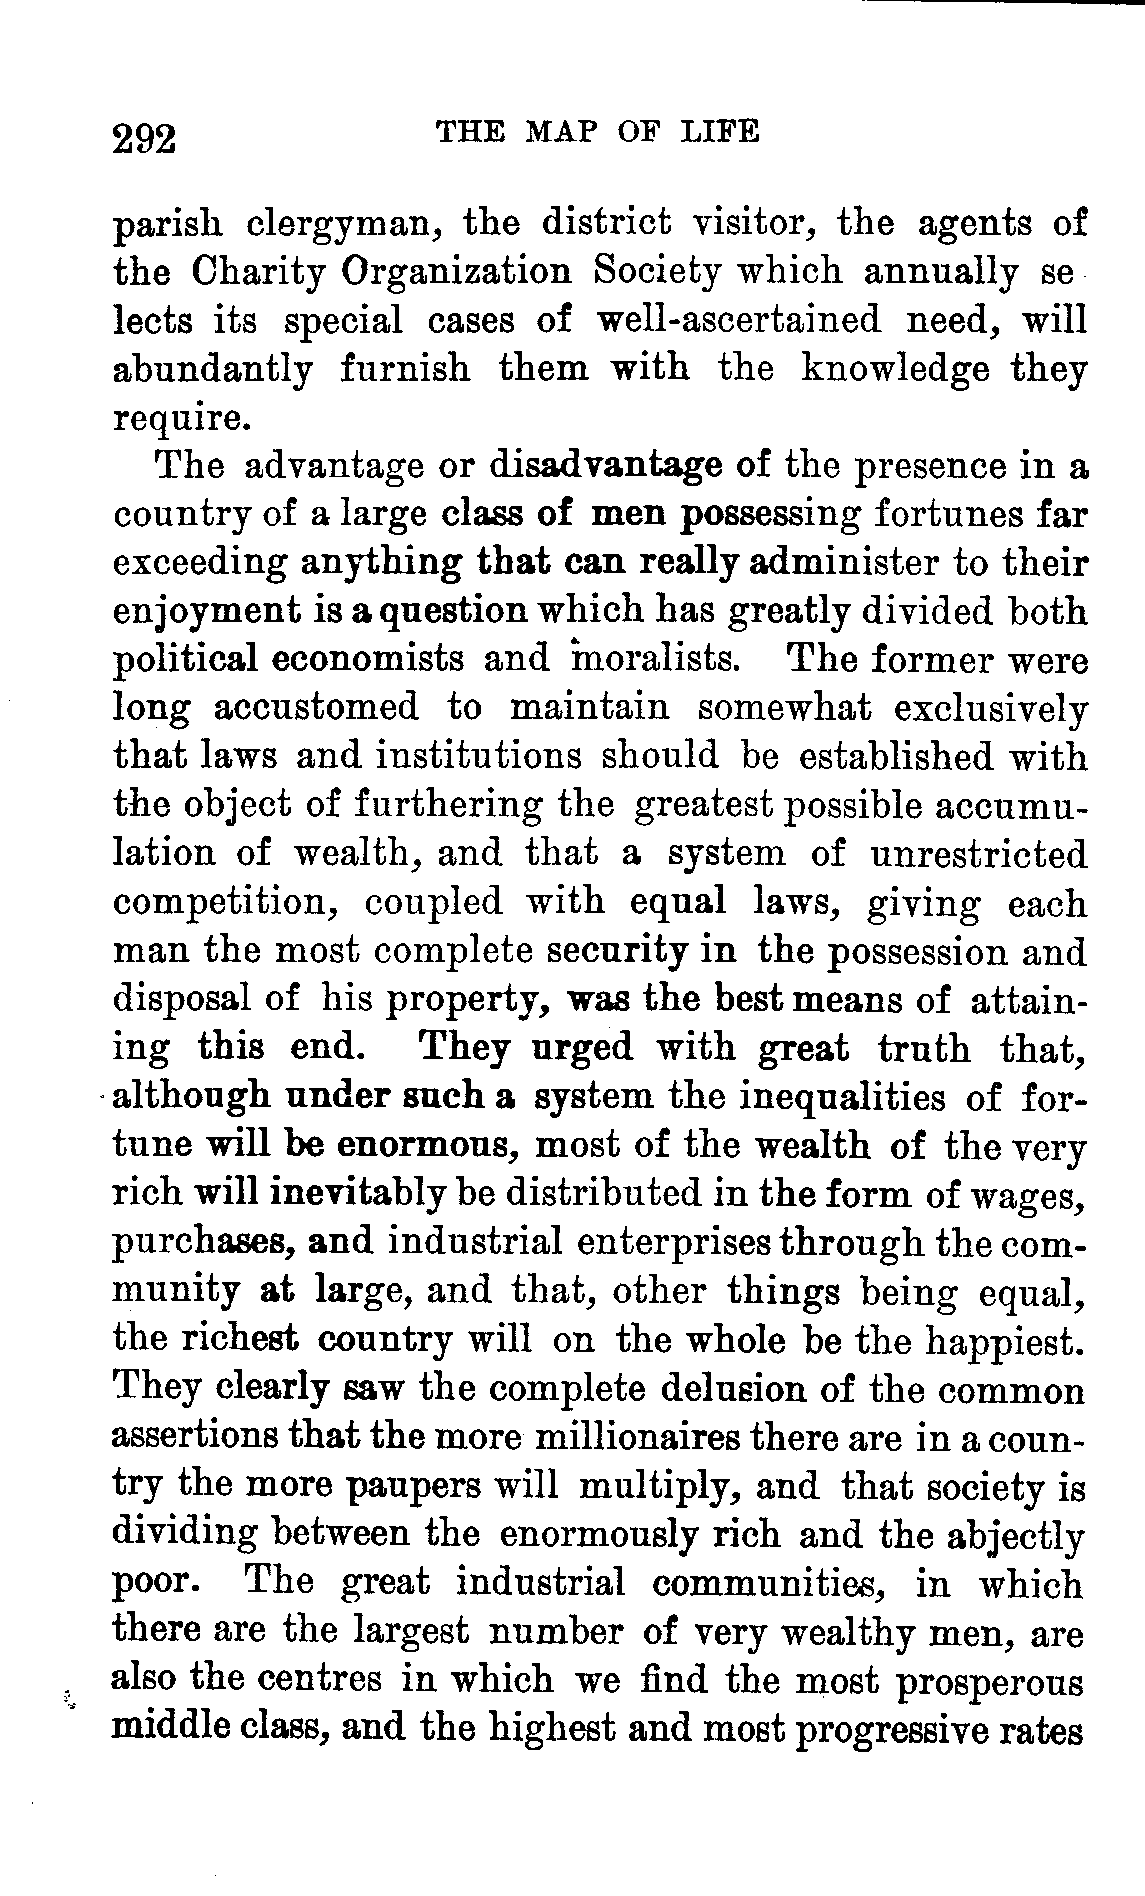 292 THE MAP OF LIFE
parish clergyman, the district visitor, the agents of
the Charity Organization Society which annually se
lects its special cases of well-ascertained need, will
abundantly furnish them with the knowledge they
require.
The advantage or disadvantage of the presence in a
country of a large class of men possessing fortunes far
exceeding anything that can really administer to their
enjoyment is a question which has greatly divided both
political economists and moralists. The former were
long accustomed to maintain somewhat exclusively
that laws and institutions should be established with
the object of furthering the greatest possible accumu-
lation of wealth, and that a system of unrestricted
competition, coupled with equal laws, giving each
man the most complete security in the possession and
disposal of his property, was the best means of attain-
ing this end. They urged with great truth that,
although under such a system the inequalities of for-
tune will be enormous, most of the wealth of the very
rich will inevitably be distributed in the form of wages,
purchases, and industrial enterprises through the com-
munity at large, and that, other things being equal,
the richest country will on the whole be the happiest.
They clearly saw the complete delusion of the common
assertions that the more millionaires there are in a coun-
try the more paupers will multiply, and that society is
dividing between the enormously rich and the abjectly
poor. The great industrial communities, in which
there are the largest number of very wealthy men, are
also the centres in which we find the most prosperous
middle class, and the highest and most progressive rates